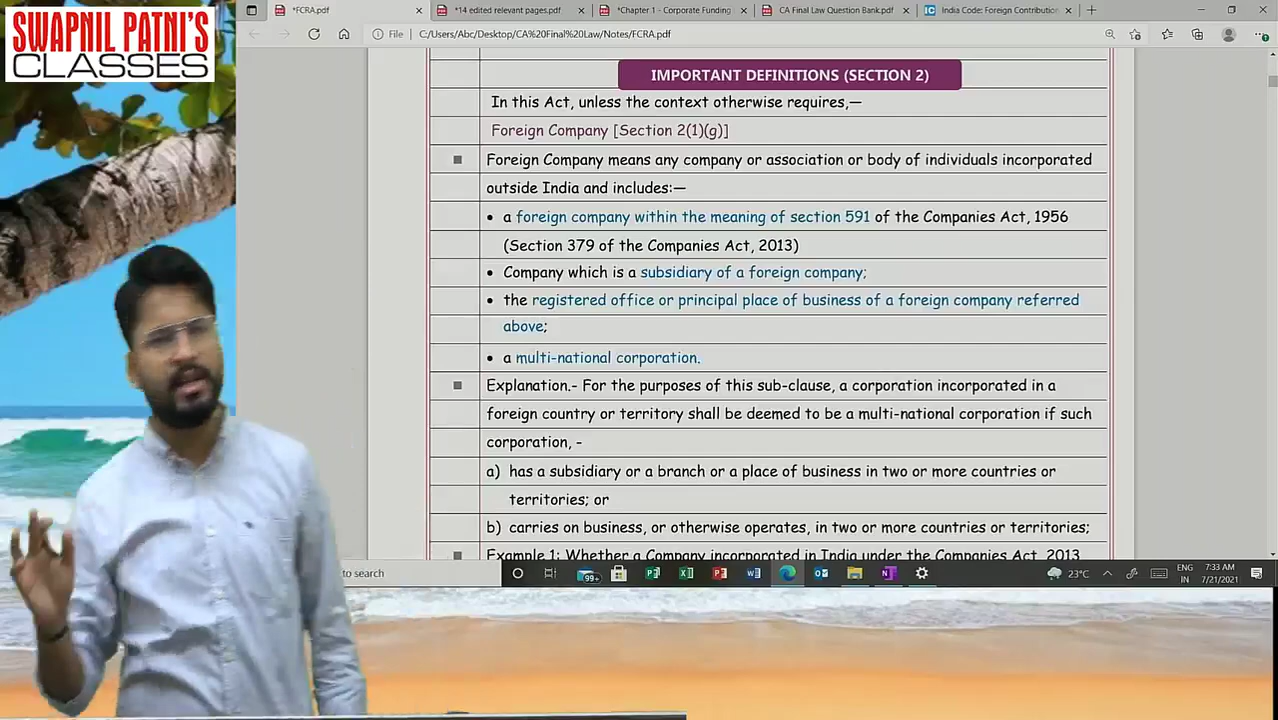 SWAPNIL PATNI'S
CLASSES
*FCRA.pdf
*14 edited relevant pages.pdf
*Chapter 1 - Corporate Funding
CA Final Law Question Bank.pdf
India Code: Foreign Contribution
File
C:/Users/Abc/Desktop/CA%20Final%20Law/Notes/FCRA.pdf
IMPORTANT DEFINITIONS (SECTION 2)
In this Act, unless the context otherwise requires,—
Foreign Company [Section 2(1)(g)]
■ Foreign Company means any company or association or body of individuals incorporated
outside India and includes:—
• a foreign company within the meaning of section 591 of the Companies Act, 1956
(Section 379 of the Companies Act, 2013)
• Company which is a subsidiary of a foreign company;
• the registered office or principal place of business of a foreign company referred
above;
• a multi-national corporation.
■ Explanation.- For the purposes of this sub-clause, a corporation incorporated in a
foreign country or territory shall be deemed to be a multi-national corporation if such
corporation, -
a) has a subsidiary or a branch or a place of business in two or more countries or
territories; or
b) carries on business, or otherwise operates, in two or more countries or territories;
■ Example 1: Whether a Company incorporated in India under the Companies Act, 2013
to search
99+
23°C
ENG
IN
7:33 AM
7/21/2021